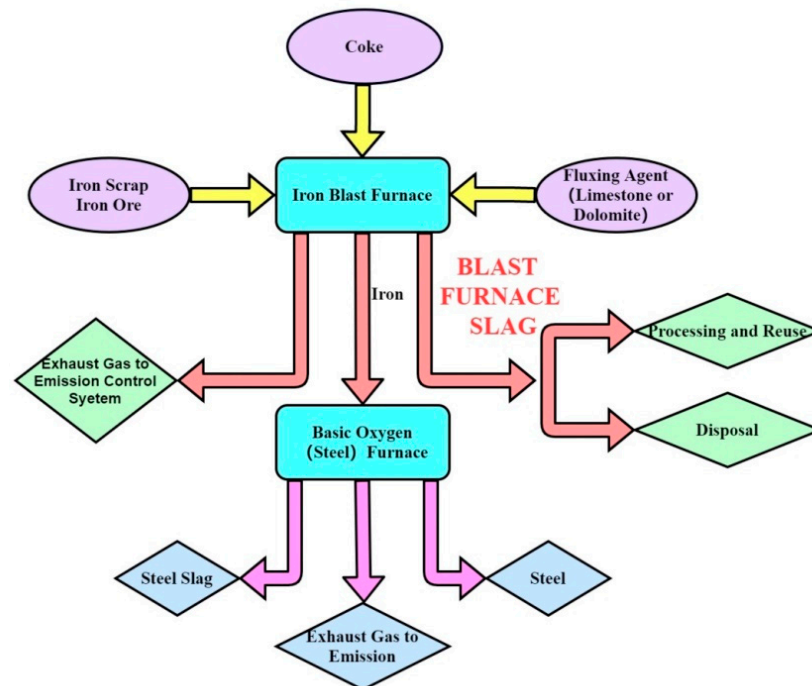 Coke
Iron Scrap
Iron Ore
Iron Blast Furnace
Fluxing Agent
（Limestone or
Dolomite）
Iron
BLAST
FURNACE
SLAG
Processing and Reuse
Exhaust Gas to
Emission Control
Syetem
Disposal
Basic Oxygen
（Steel）Furnace
Steel Slag
Steel
Exhaust Gas to
Emission